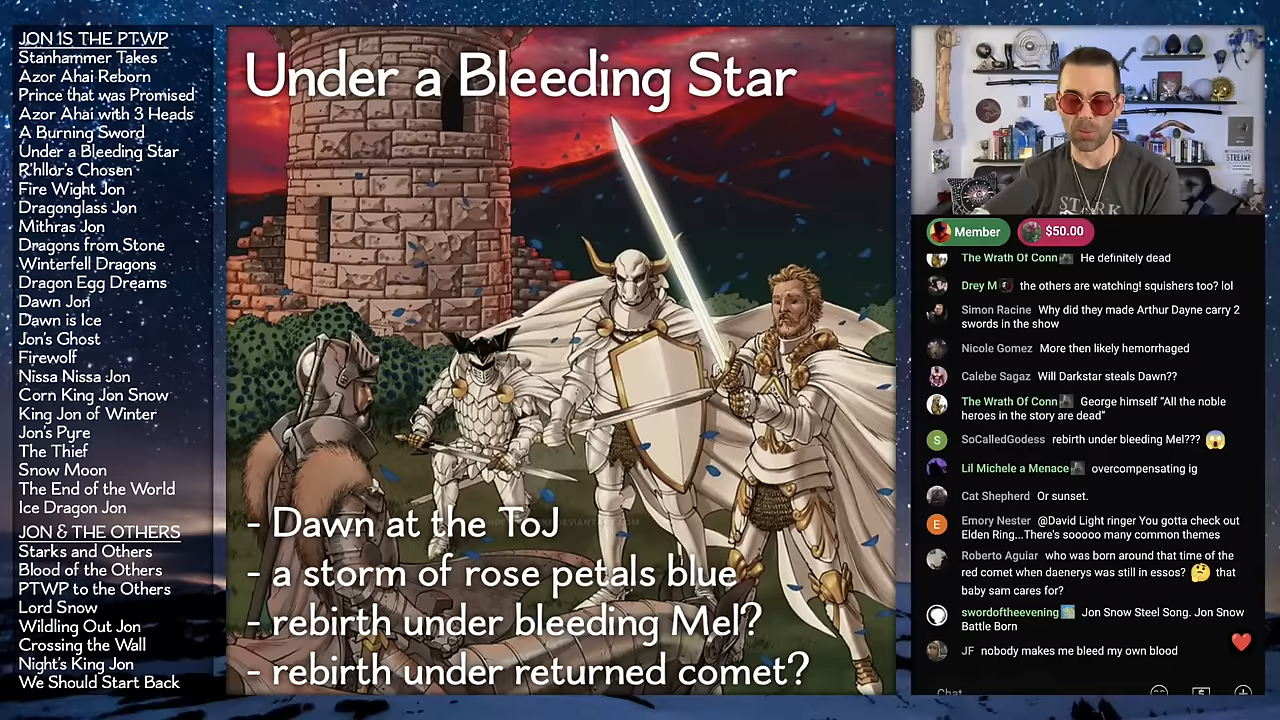 JON 1S THE PTWP
Stanhammer Takes
Azor Ahai Reborn
Prince that was Promised
Azor Ahai with 3 Heads
A Burning Sword
Under a Bleeding Star
R'hllor's Chosen
Fire Wight Jon
Dragonglass Jon
Mithras Jon
Dragons from Stone
Winterfell Dragons
Dragon Egg Dreams
Dawn Jon
Dawn is Ice
Jon's Ghost
Firewolf
Nissa Nissa Jon
Corn King Jon Snow
King Jon of Winter
Jon's Pyre
The Thief
Snow Moon
The End of the World
Ice Dragon Jon
JON & THE OTHERS
Starks and Others
Blood of the Others
PTWP to the Others
Lord Snow
Wildling Out Jon
Crossing the Wall
Night's King Jon
We Should Start Back
Under a Bleeding Star
- Dawn at the ToJ
- a storm of rose petals blue
- rebirth under bleeding Mel?
- rebirth under returned comet?
STARK
Member
$50.00
The Wrath Of Conn He definitely dead
Drey M the others are watching! squishers too? lol
Simon Racine Why did they made Arthur Dayne carry 2
swords in the show
Nicole Gomez More then likely hemorrhaged
Calebe Sagaz Will Darkstar steals Dawn??
The Wrath Of Conn George himself "All the noble
heroes in the story are dead"
S SoCalledGodess rebirth under bleeding Mel??? 😱
Lil Michele a Menace overcompensating ig
Cat Shepherd Or sunset.
E Emory Nester @David Light ringer You gotta check out
Elden Ring...There's sooooo many common themes
Roberto Aguiar who was born around that time of the
red comet when daenerys was still in essos? 🤔 that
baby sam cares for?
swordoftheevening Jon Snow Steel Song. Jon Snow
Battle Born
JF nobody makes me bleed my own blood
Chat